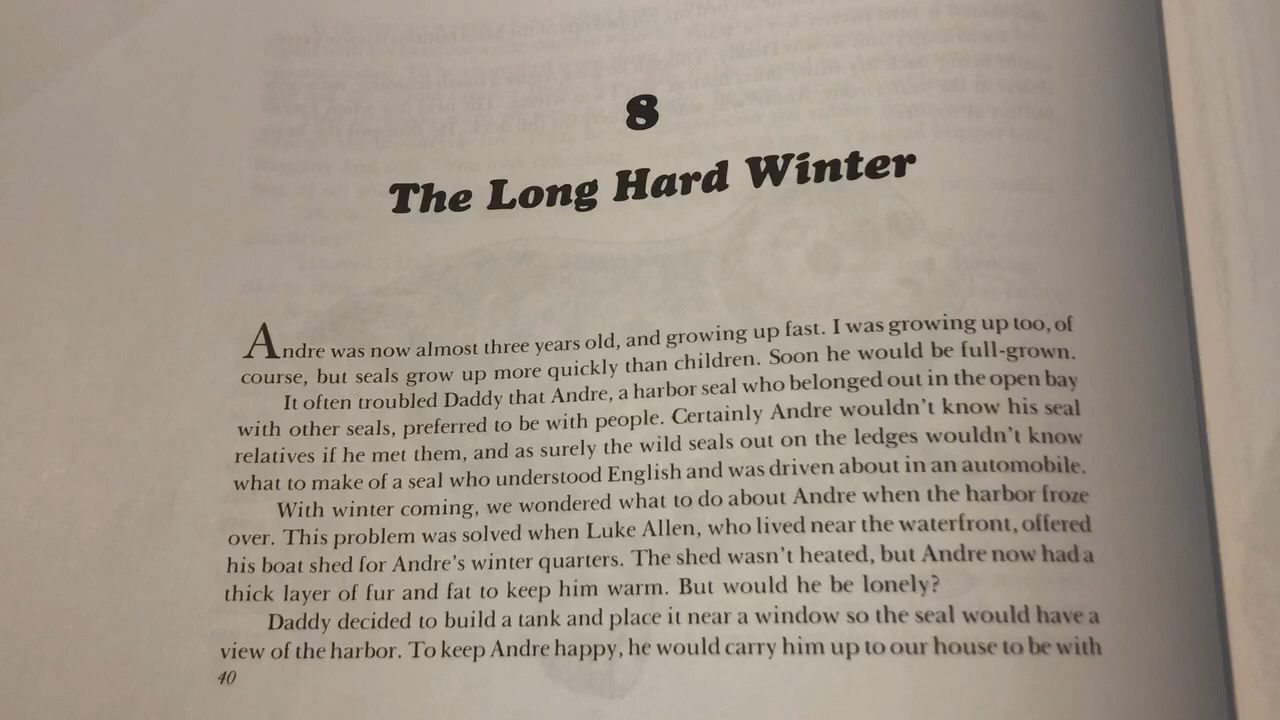 8
The Long Hard Winter
Andre was now almost three years old, and growing up fast. I was growing up too, of
course, but seals grow up more quickly than children. Soon he would be full-grown.
It often troubled Daddy that Andre, a harbor seal who belonged out in the open bay
with other seals, preferred to be with people. Certainly Andre wouldn't know his seal
relatives if he met them, and as surely the wild seals out on the ledges wouldn't know
what to make of a seal who understood English and was driven about in an automobile.
With winter coming, we wondered what to do about Andre when the harbor froze
over. This problem was solved when Luke Allen, who lived near the waterfront, offered
his boat shed for Andre's winter quarters. The shed wasn't heated, but Andre now had a
thick layer of fur and fat to keep him warm. But would he be lonely?
Daddy decided to build a tank and place it near a window so the seal would have a
view of the harbor. To keep Andre happy, he would carry him up to our house to be with
40